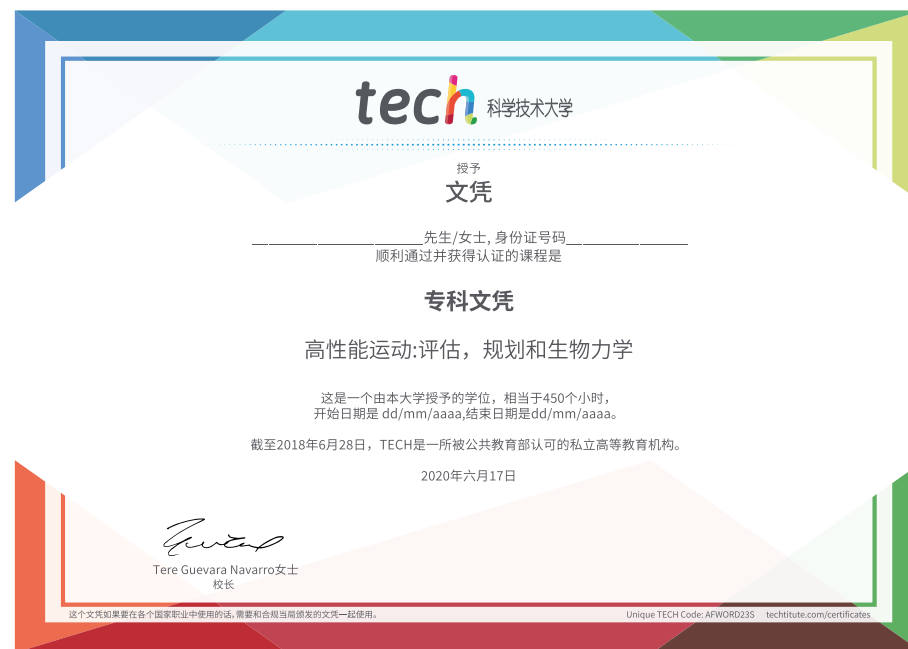 tech 科学技术大学
授予
文凭
______________________先生/女士, 身份证号码________________
顺利通过并获得认证的课程是
专科文凭
高性能运动:评估，规划和生物力学
这是一个由本大学授予的学位，相当于450个小时，
开始日期是 dd/mm/aaaa,结束日期是dd/mm/aaaa。
截至2018年6月28日，TECH是一所被公共教育部认可的私立高等教育机构。
2020年六月17日
Tere Guevara Navarro女士
校长
这个文凭如果要在各个国家职业中使用的话,需要和合规当局颁发的文凭一起使用。
Unique TECH Code: AFWORD23S techtitute.com/certificates